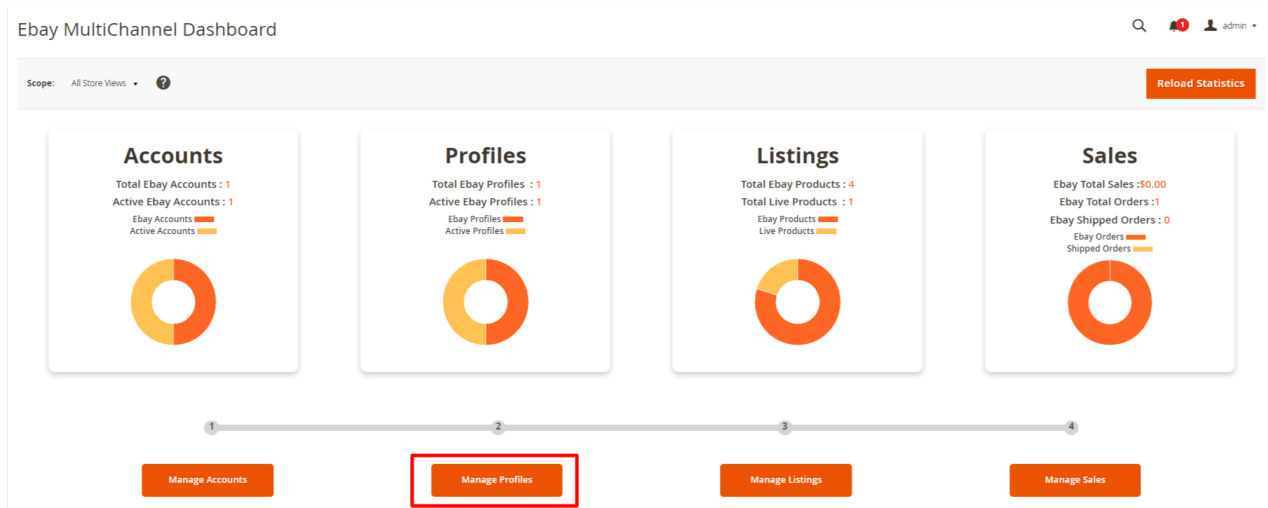 Ebay MultiChannel Dashboard
1
admin
Scope: All Store Views ?
Reload Statistics
Accounts
Total Ebay Accounts : 1
Active Ebay Accounts : 1
Ebay Accounts
Active Accounts
Profiles
Total Ebay Profiles : 1
Active Ebay Profiles : 1
Ebay Profiles
Active Profiles
Listings
Total Ebay Products : 4
Total Live Products : 1
Ebay Products
Live Products
Sales
Ebay Total Sales :$0.00
Ebay Total Orders :1
Ebay Shipped Orders : 0
Ebay Orders
Shipped Orders
1 2 3 4
Manage Accounts
Manage Profiles
Manage Listings
Manage Sales